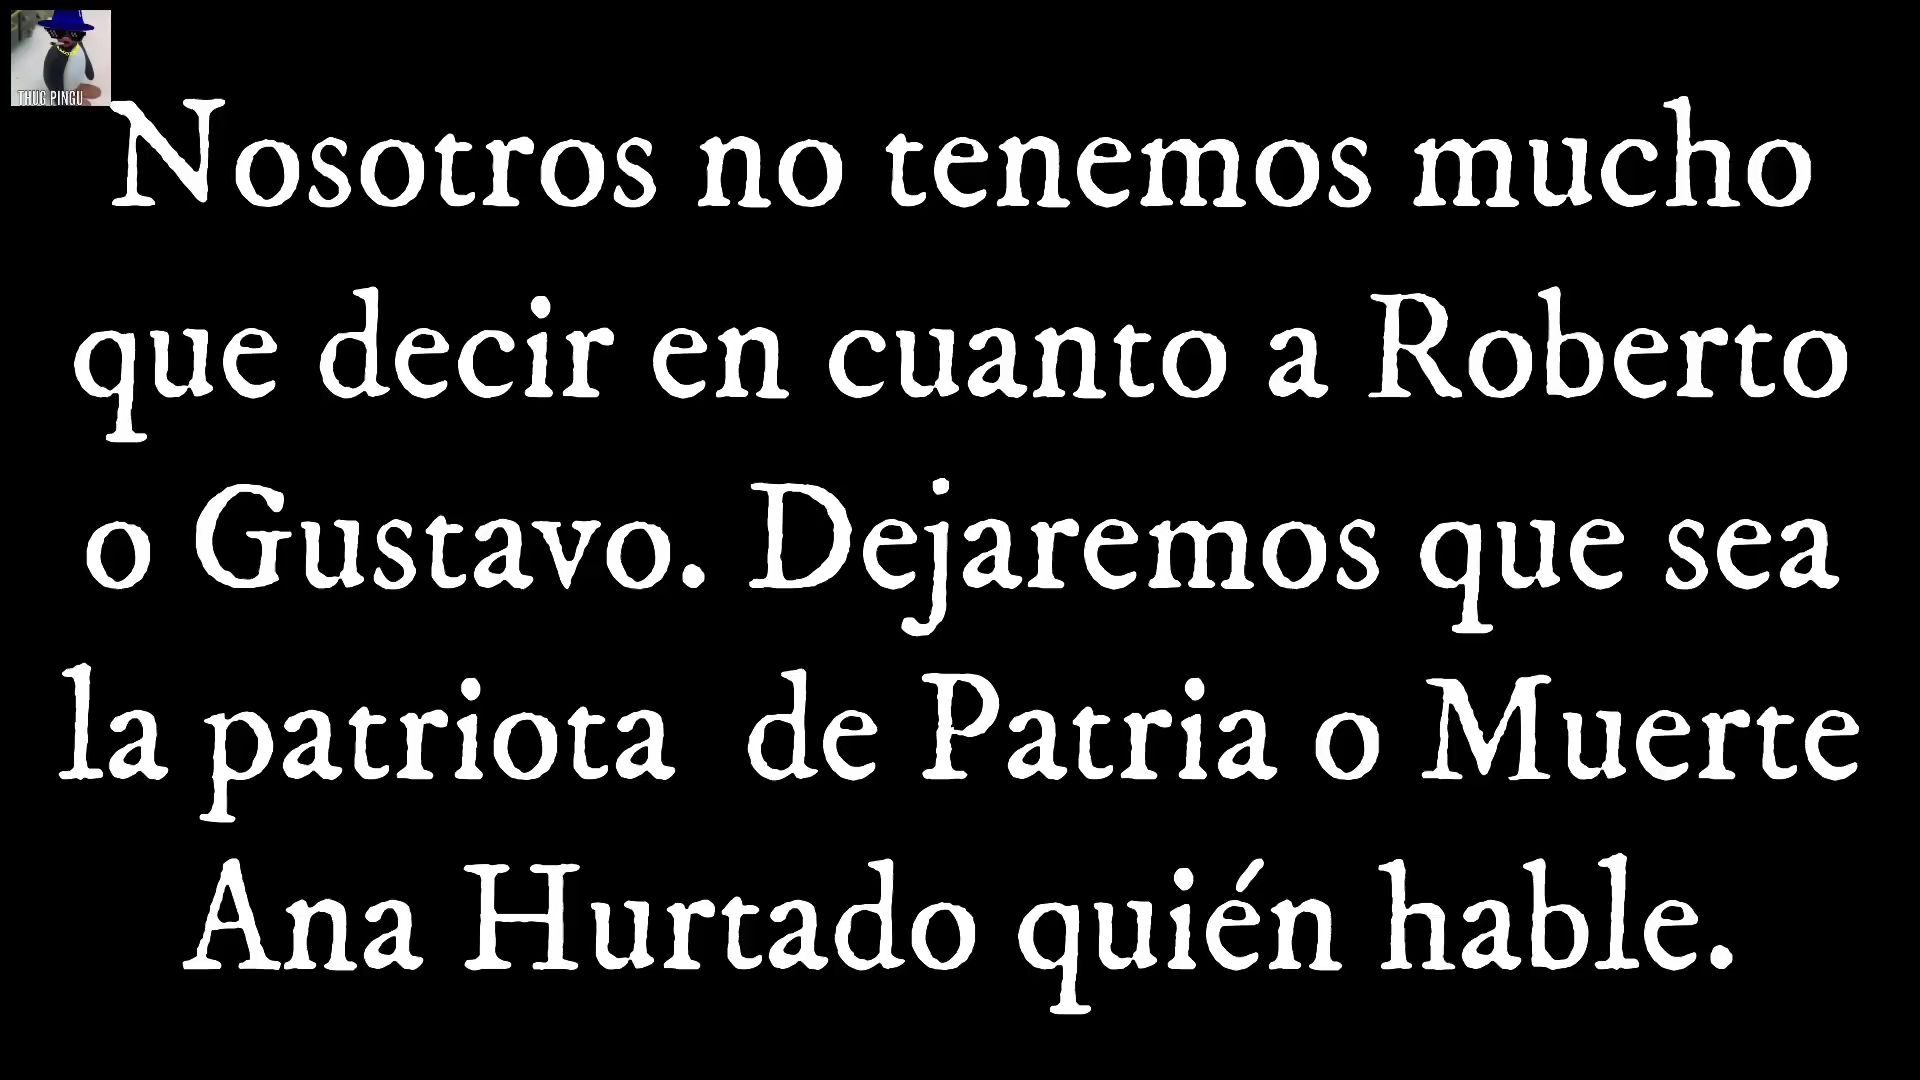 THUG PINGU
Nosotros no tenemos mucho
que decir en cuanto a Roberto
o Gustavo. Dejaremos que sea
la patriota  de Patria o Muerte
Ana Hurtado quién hable.